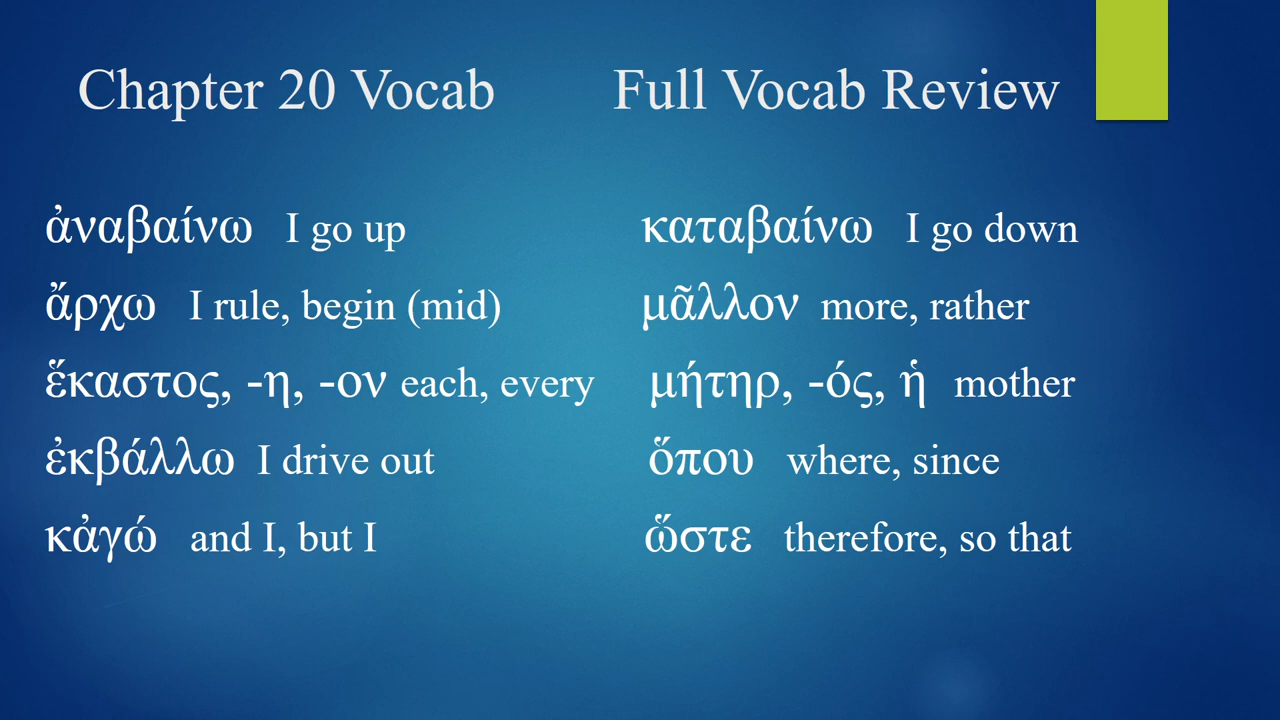 Chapter 20 Vocab Full Vocab Review
ἀναβαίνω I go up
ἄρχω I rule, begin (mid)
ἕκαστος, -η, -ον each, every
ἐκβάλλω I drive out
κἀγώ and I, but I
καταβαίνω I go down
μᾶλλον more, rather
μήτηρ, -ός, ἡ mother
ὅπου where, since
ὥστε therefore, so that